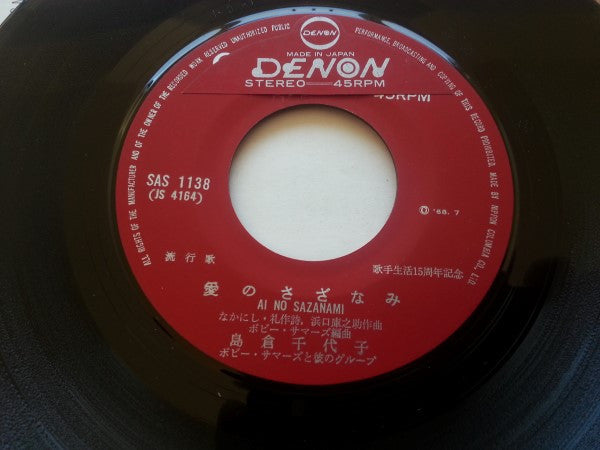 DENON
MADE IN JAPAN
DENON
STEREO 45RPM
45RPM
ALL RIGHTS OF THE MANUFACTURER AND OF THE OWNER OF THE RECORDED WORK RESERVED UNAUTHORIZED PUBLIC PERFORMANCE, BROADCASTING AND COPYING OF THIS RECORD PROHIBITED MADE BY NIPPON COLUMBIA CO., LTD.
SAS 1138
(JS 4164)
Ⓟ '68. 7
流行歌
歌手生活15周年記念
愛のさざなみ
AI NO SAZANAMI
なかにし・礼作詩, 浜口庫之助作曲
ボビー・サマーズ編曲
島倉千代子
ボビー・サマーズと彼のグループ